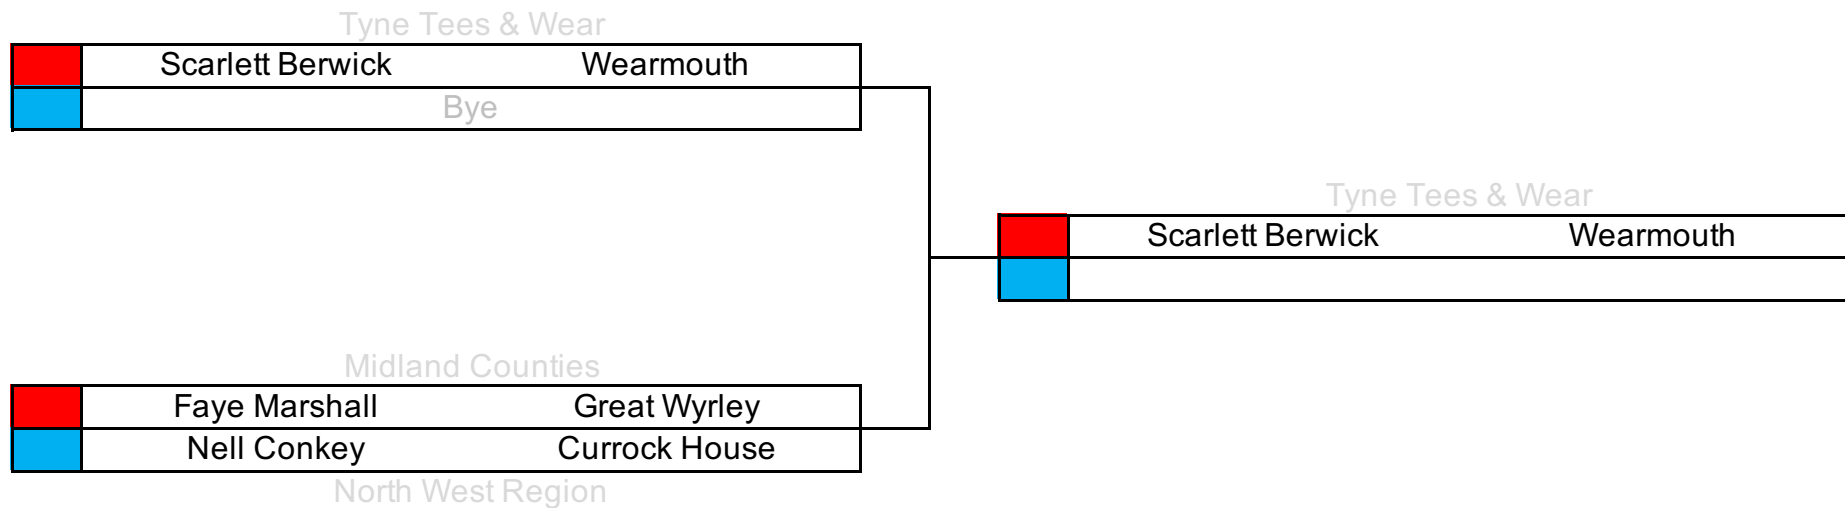 Tyne Tees & Wear
Scarlett Berwick Wearmouth
Bye
Tyne Tees & Wear
Scarlett Berwick Wearmouth
Midland Counties
Faye Marshall Great Wyrley
Nell Conkey Currock House
North West Region